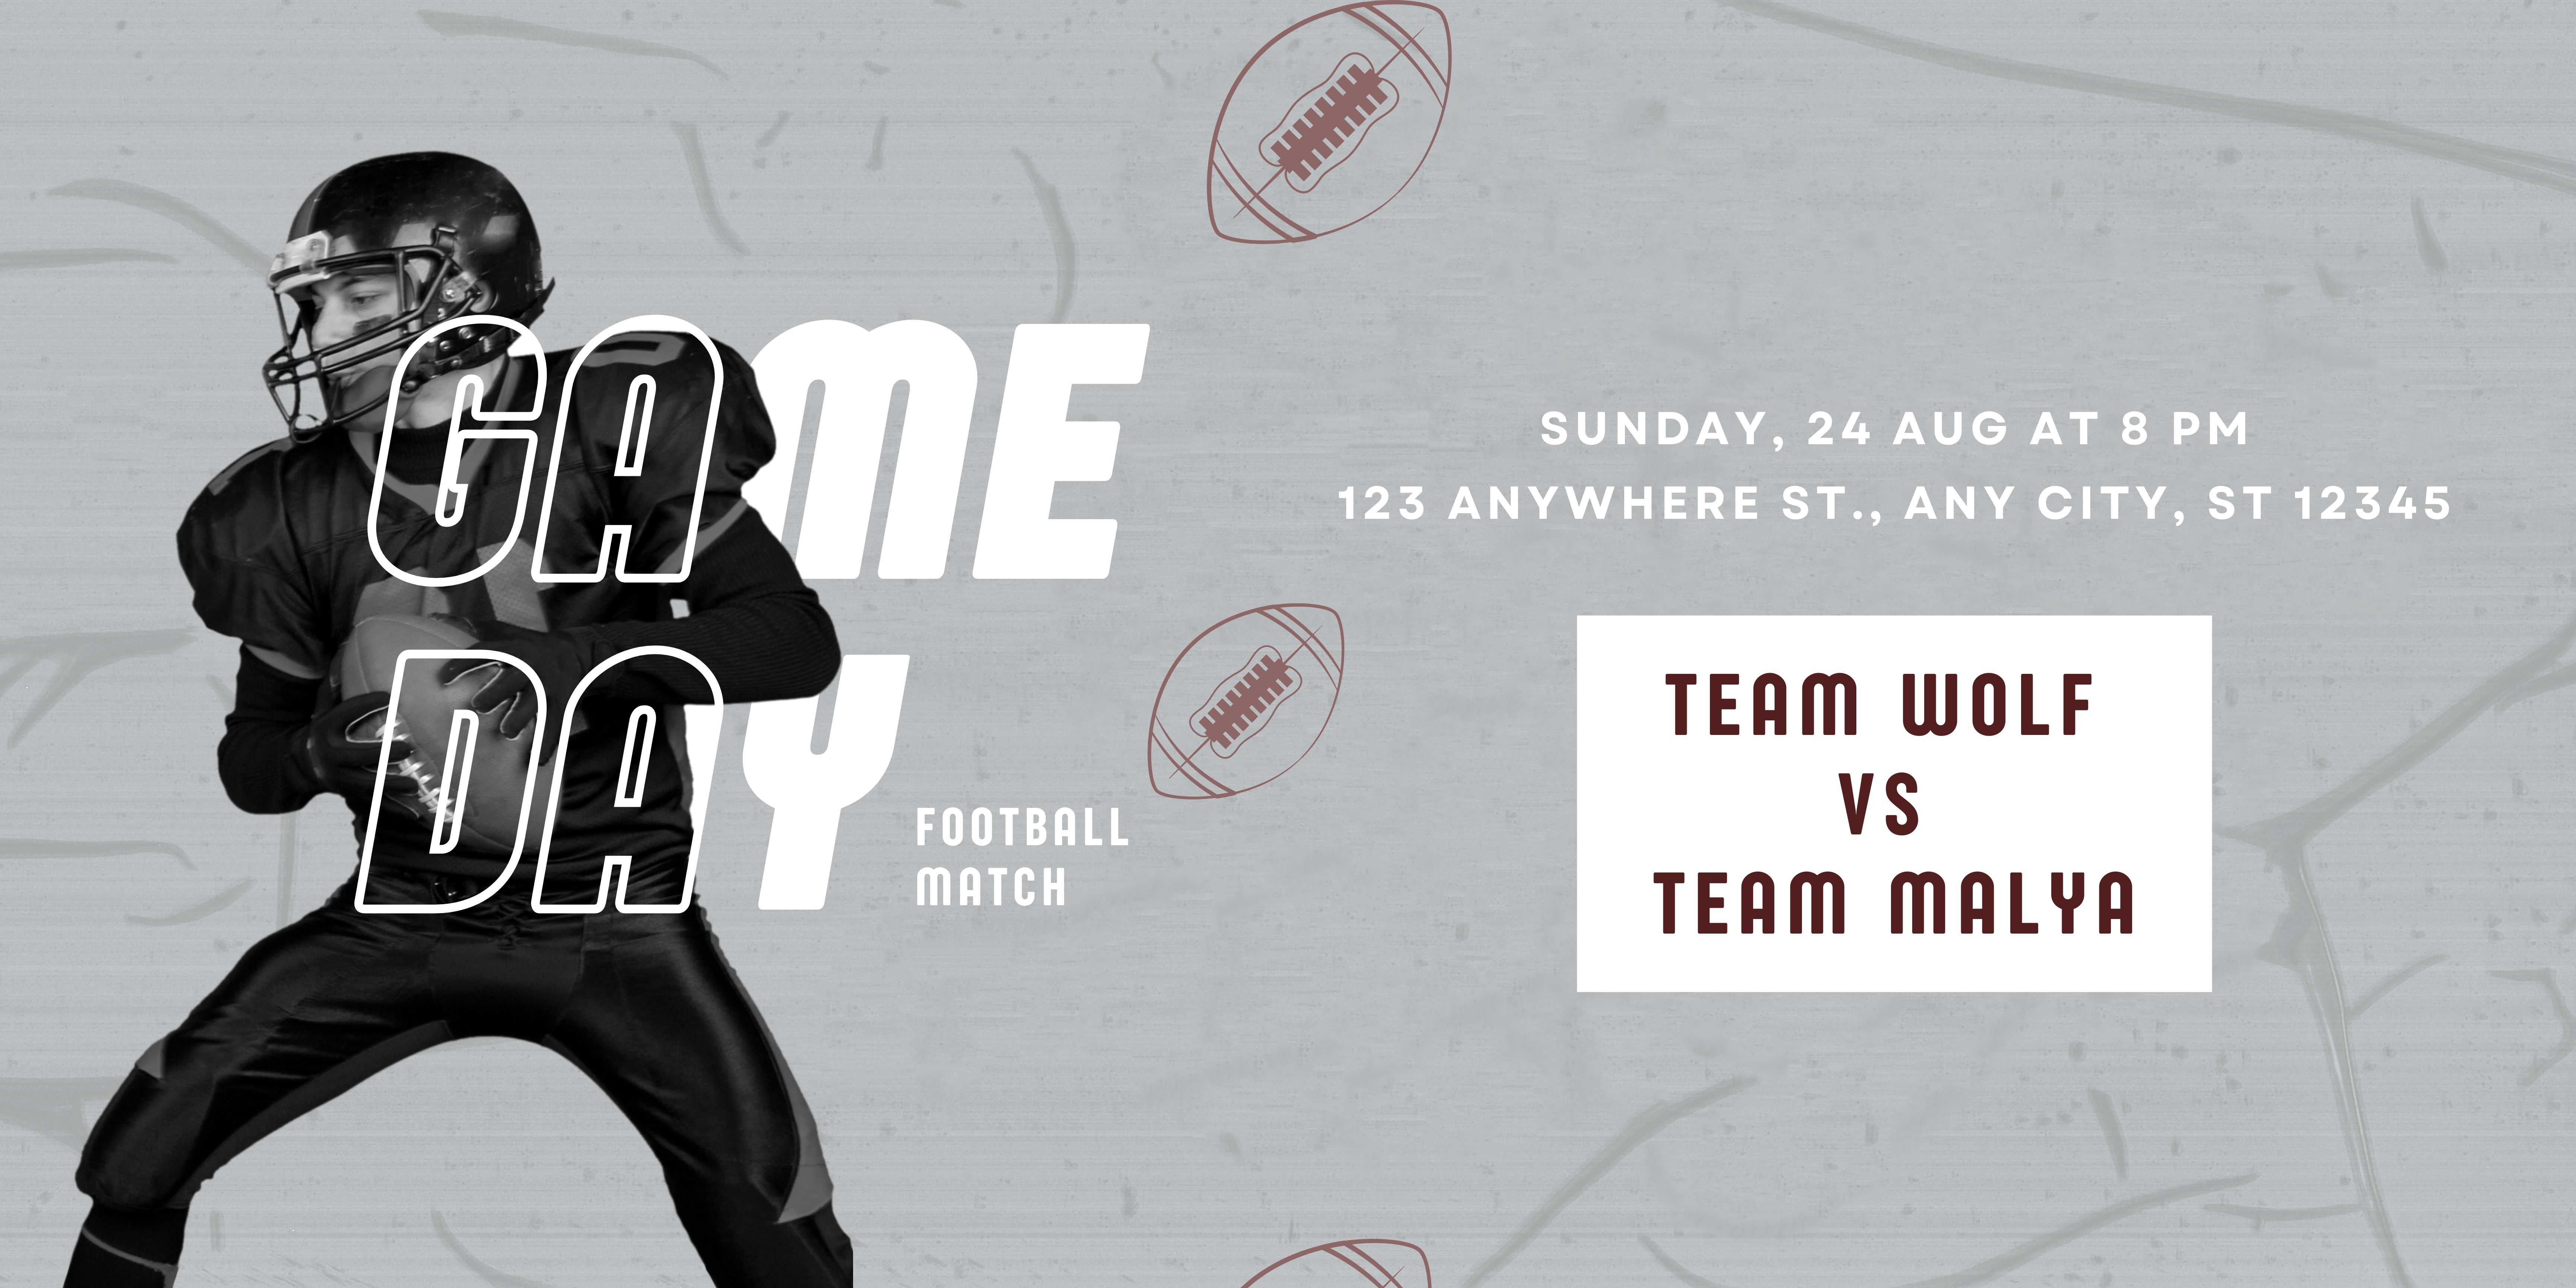 GAME
DAY
FOOTBALL
MATCH
SUNDAY, 24 AUG AT 8 PM
123 ANYWHERE ST., ANY CITY, ST 12345
TEAM WOLF
VS
TEAM MALYA